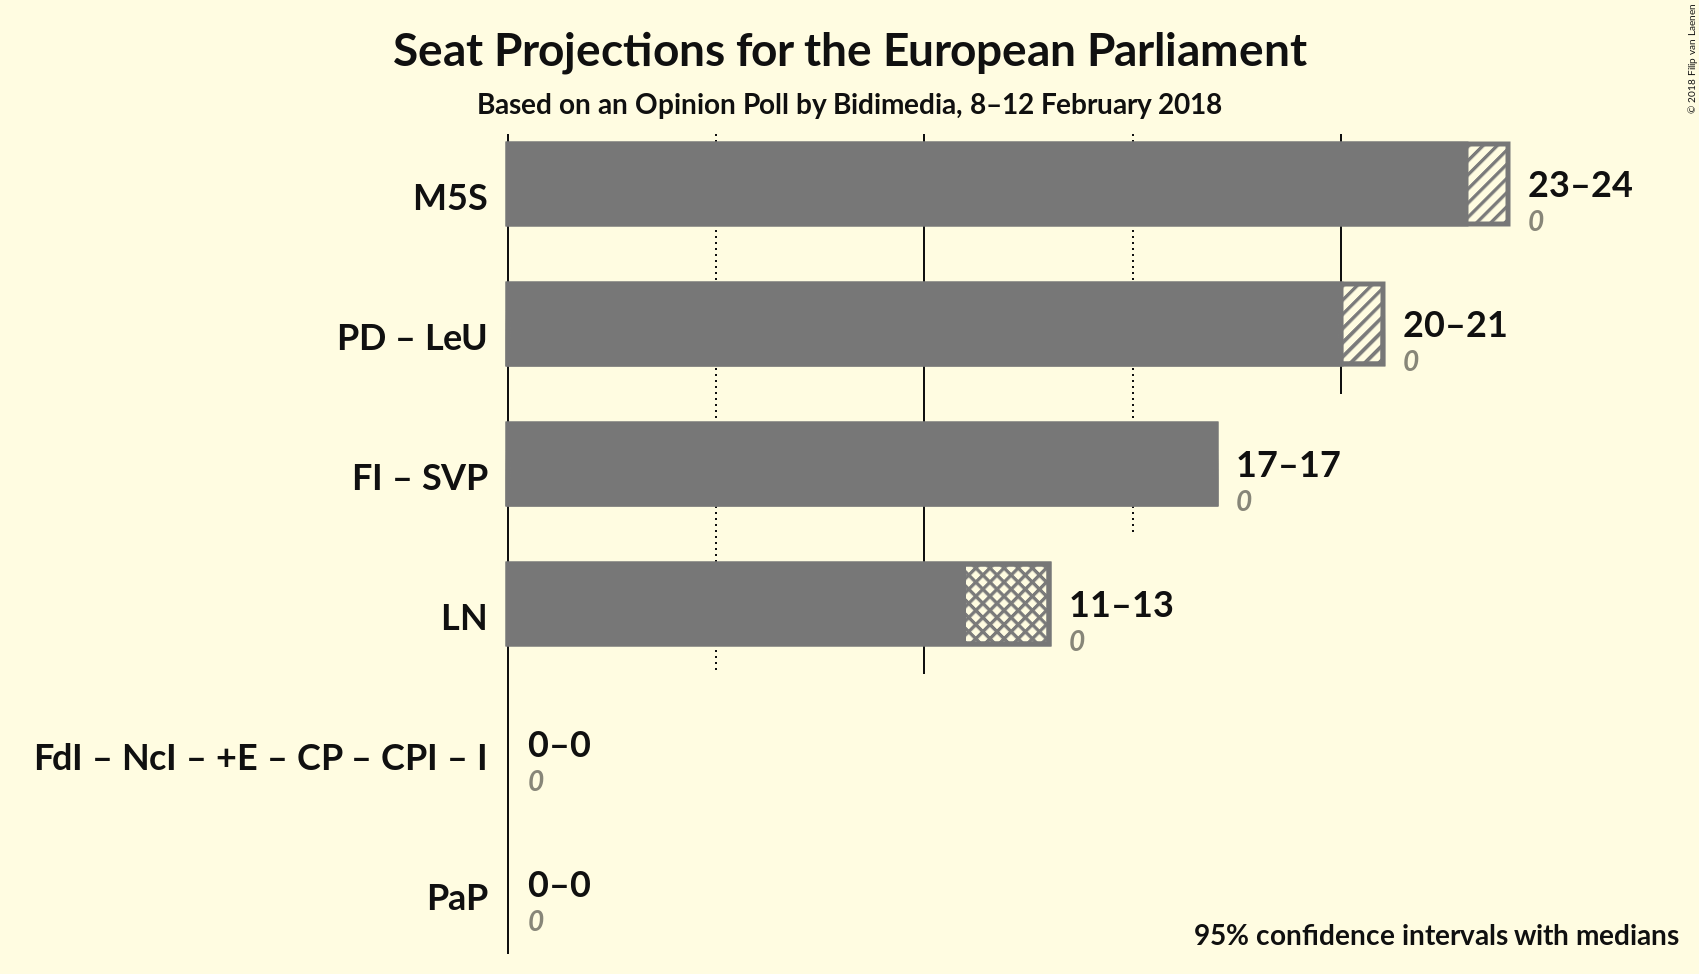 Seat Projections for the European Parliament
Based on an Opinion Poll by Bidimedia, 8–12 February 2018
© 2018 Filip van Laenen
M5S
23–24
0
PD – LeU
20–21
0
FI – SVP
17–17
0
LN
11–13
0
FdI – NcI – +E – CP – CPI – I
0–0
0
PaP
0–0
0
95% confidence intervals with medians